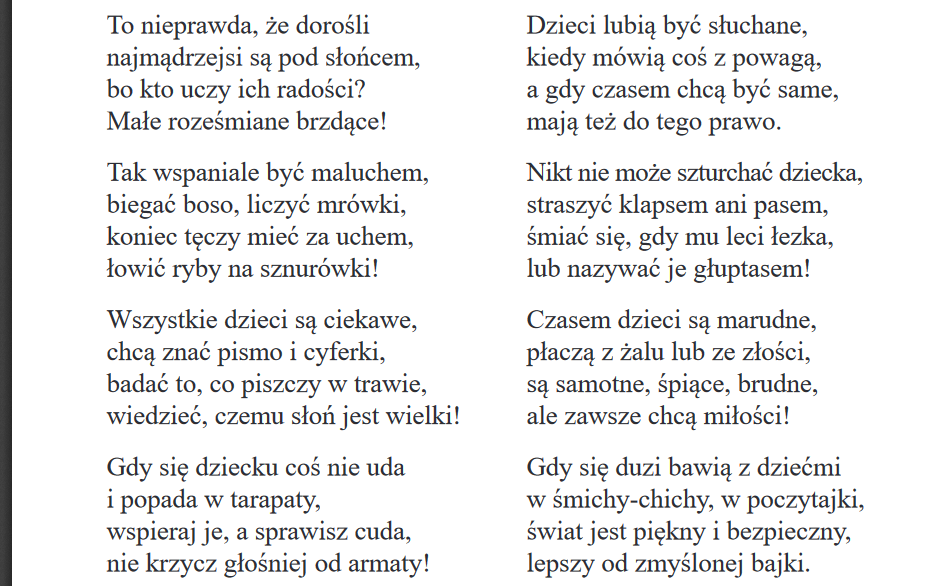 To nieprawda, że dorośli
najmądrzejsi są pod słońcem,
bo kto uczy ich radości?
Małe roześmiane brzdące!
Tak wspaniale być maluchem,
biegać boso, liczyć mrówki,
koniec tęczy mieć za uchem,
łowić ryby na sznurówki!
Wszystkie dzieci są ciekawe,
chcą znać pismo i cyferki,
badać to, co piszczy w trawie,
wiedzieć, czemu słoń jest wielki!
Gdy się dziecku coś nie uda
i popada w tarapaty,
wspieraj je, a sprawisz cuda,
nie krzycz głośniej od armaty!
Dzieci lubią być słuchane,
kiedy mówią coś z powagą,
a gdy czasem chcą być same,
mają też do tego prawo.
Nikt nie może szturchać dziecka,
straszyć klapsem ani pasem,
śmiać się, gdy mu leci łezka,
lub nazywać je głuptasem!
Czasem dzieci są marudne,
płaczą z żalu lub ze złości,
są samotne, śpiące, brudne,
ale zawsze chcą miłości!
Gdy się duzi bawią z dziećmi
w śmichy-chichy, w poczytajki,
świat jest piękny i bezpieczny,
lepszy od zmyślonej bajki.